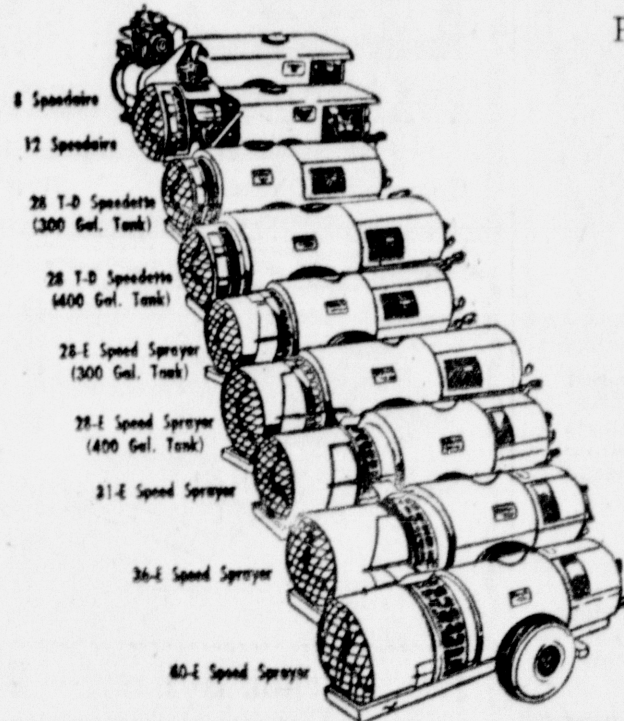 8 Speedaire
12 Speedaire
28 T-D Speedette
(300 Gal. Tank)
28 T-D Speedette
(400 Gal. Tank)
28-E Speed Sprayer
(300 Gal. Tank)
28-E Speed Sprayer
(400 Gal. Tank)
31-E Speed Sprayer
36-E Speed Sprayer
40-E Speed Sprayer